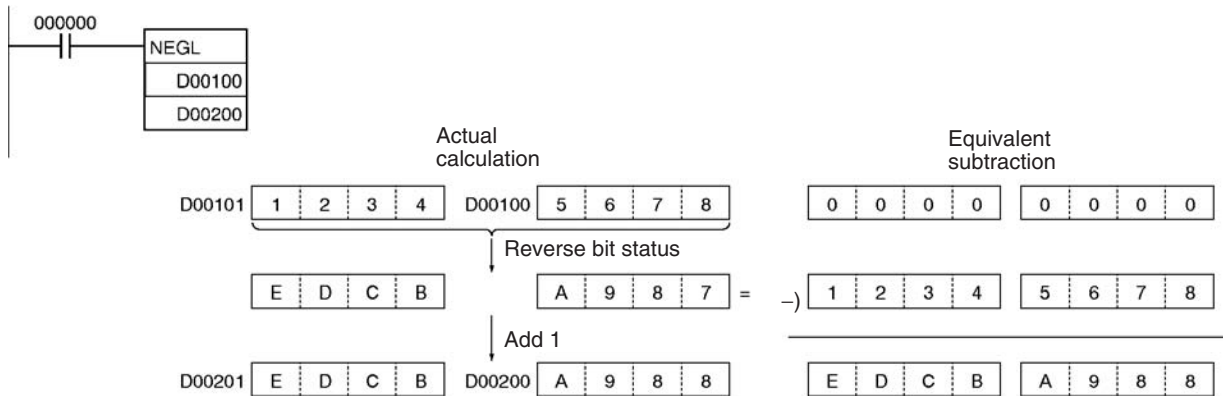 000000
NEGL
D00100
D00200
Actual
calculation
Equivalent
subtraction
D00101 1 2 3 4 D00100 5 6 7 8 0 0 0 0 0 0 0 0
Reverse bit status
E D C B A 9 8 7 = –) 1 2 3 4 5 6 7 8
Add 1
D00201 E D C B D00200 A 9 8 8 E D C B A 9 8 8